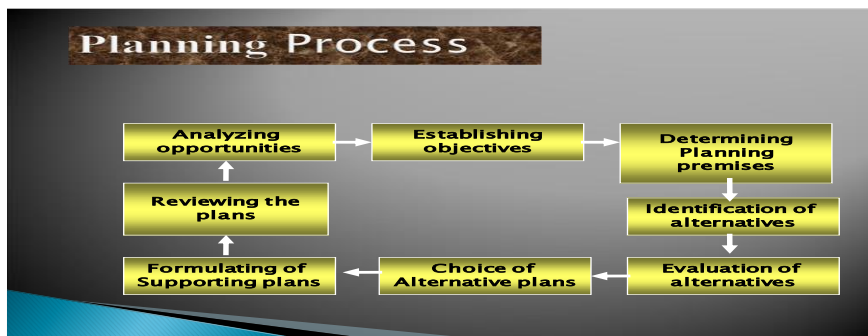 Planning Process
Analyzing
opportunities
Establishing
objectives
Determining
Planning
premises
Identification of
alternatives
Evaluation of
alternatives
Choice of
Alternative plans
Formulating of
Supporting plans
Reviewing the
plans